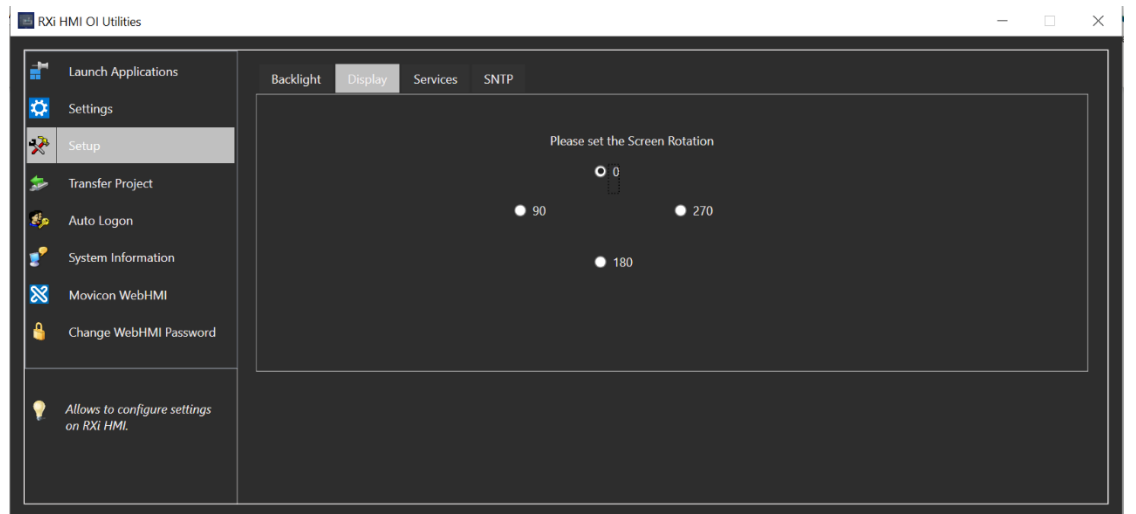 RXi HMI OI Utilities
Launch Applications
Settings
Setup
Transfer Project
Auto Logon
System Information
Movicon WebHMI
Change WebHMI Password
Allows to configure settings
on RXi HMI.
Backlight Display Services SNTP
Please set the Screen Rotation
0
90 270
180